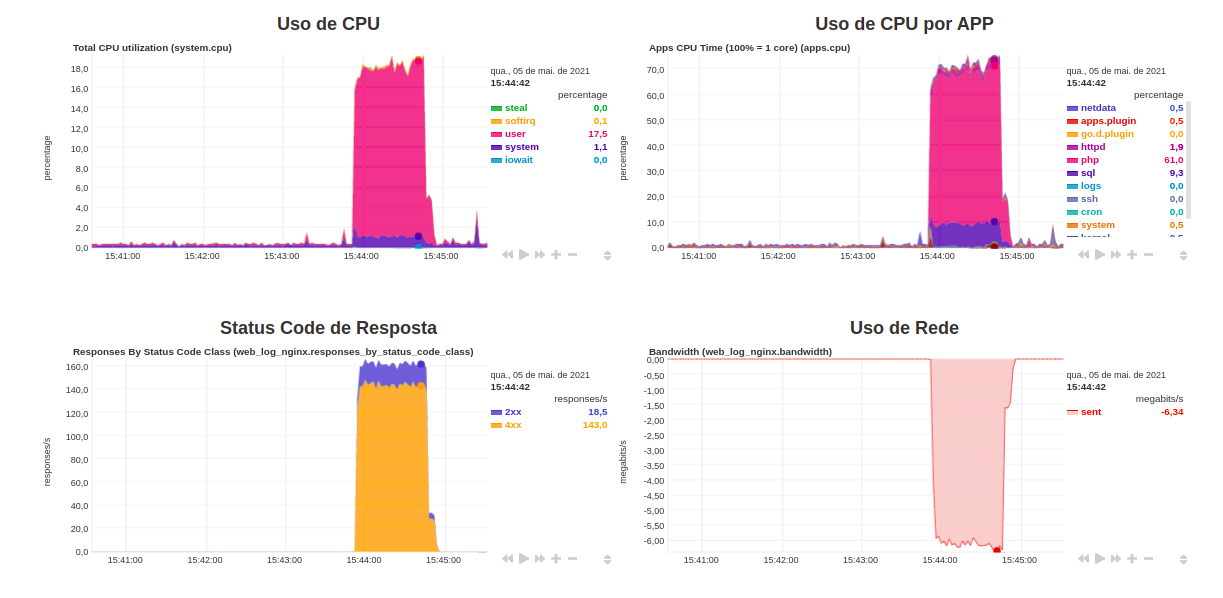 Uso de CPU
Total CPU utilization (system.cpu)
percentage
18,0
16,0
14,0
12,0
10,0
8,0
6,0
4,0
2,0
0,0
15:41:00 15:42:00 15:43:00 15:44:00 15:45:00
qua., 05 de mai. de 2021
15:44:42
percentage
steal 0,0
softirq 0,1
user 17,5
system 1,1
iowait 0,0
Uso de CPU por APP
Apps CPU Time (100% = 1 core) (apps.cpu)
percentage
70,0
60,0
50,0
40,0
30,0
20,0
10,0
0,0
15:41:00 15:42:00 15:43:00 15:44:00 15:45:00
qua., 05 de mai. de 2021
15:44:42
percentage
netdata 0,5
apps.plugin 0,5
go.d.plugin 0,0
httpd 1,9
php 61,0
sql 9,3
logs 0,0
ssh 0,0
cron 0,0
system 0,5
Status Code de Resposta
Responses By Status Code Class (web_log_nginx.responses_by_status_code_class)
responses/s
160,0
140,0
120,0
100,0
80,0
60,0
40,0
20,0
0,0
15:41:00 15:42:00 15:43:00 15:44:00 15:45:00
qua., 05 de mai. de 2021
15:44:42
responses/s
2xx 18,5
4xx 143,0
Uso de Rede
Bandwidth (web_log_nginx.bandwidth)
megabits/s
0,00
-0,50
-1,00
-1,50
-2,00
-2,50
-3,00
-3,50
-4,00
-4,50
-5,00
-5,50
-6,00
15:41:00 15:42:00 15:43:00 15:44:00 15:45:00
qua., 05 de mai. de 2021
15:44:42
megabits/s
sent -6,34